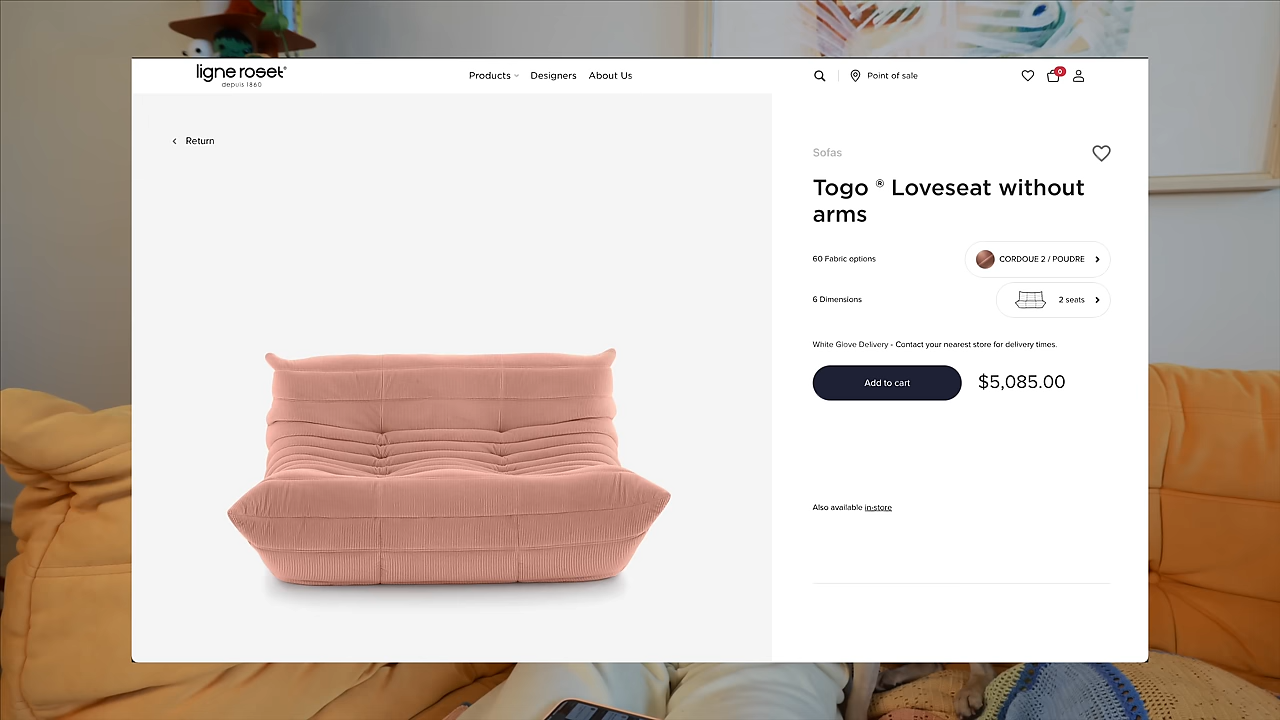 ligne roset®
depuis 1860
Products
Designers
About Us
Point of sale
0
Return
Sofas
Togo ® Loveseat without
arms
60 Fabric options
CORDOUE 2 / POUDRE
6 Dimensions
2 seats
White Glove Delivery - Contact your nearest store for delivery times.
Add to cart
$5,085.00
Also available in-store